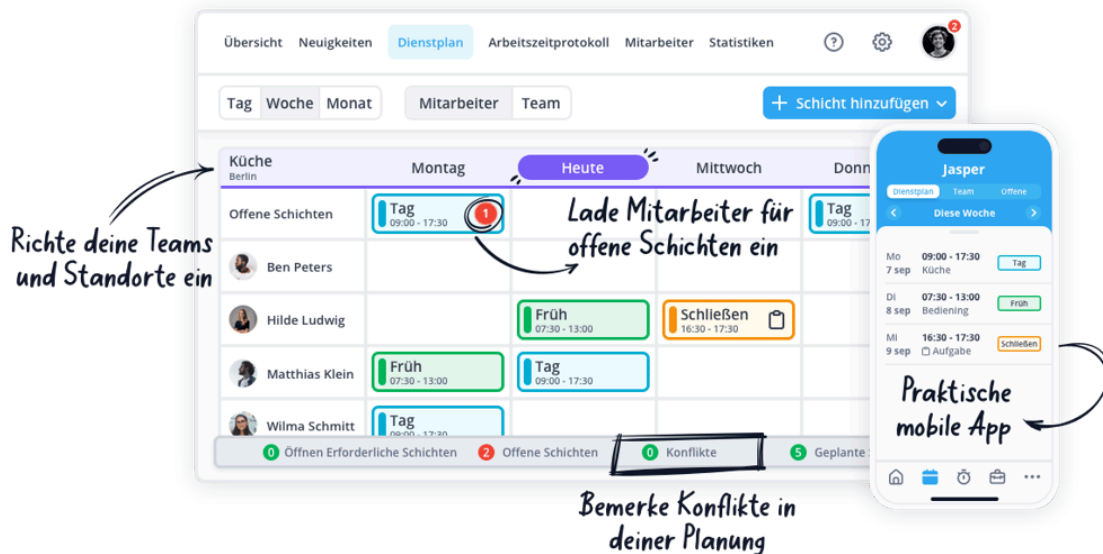 Übersicht Neuigkeiten Dienstplan Arbeitszeitprotokoll Mitarbeiter Statistiken ? 2
Tag Woche Monat Mitarbeiter Team + Schicht hinzufügen
Küche
Berlin
Montag Heute Mittwoch Donn
Offene Schichten
Tag
09:00 - 17:30
1
Tag
09:00 - 17
Lade Mitarbeiter für
offene Schichten ein
Richte deine Teams
und Standorte ein
Ben Peters
Hilde Ludwig
Früh
07:30 - 13:00
Schließen
16:30 - 17:30
Matthias Klein
Früh
07:30 - 13:00
Tag
09:00 - 17:30
Wilma Schmitt
Tag
09:00 - 17:30
0 Öffnen Erforderliche Schichten 2 Offene Schichten 0 Konflikte 5 Geplante
Bemerke Konflikte in
deiner Planung
Jasper
Dienstplan Team Offene
Diese Woche
Mo 09:00 - 17:30 Tag
7 sep Küche
Di 07:30 - 13:00 Früh
8 sep Bediening
Mi 16:30 - 17:30 Schließen
9 sep Aufgabe
Praktische
mobile App